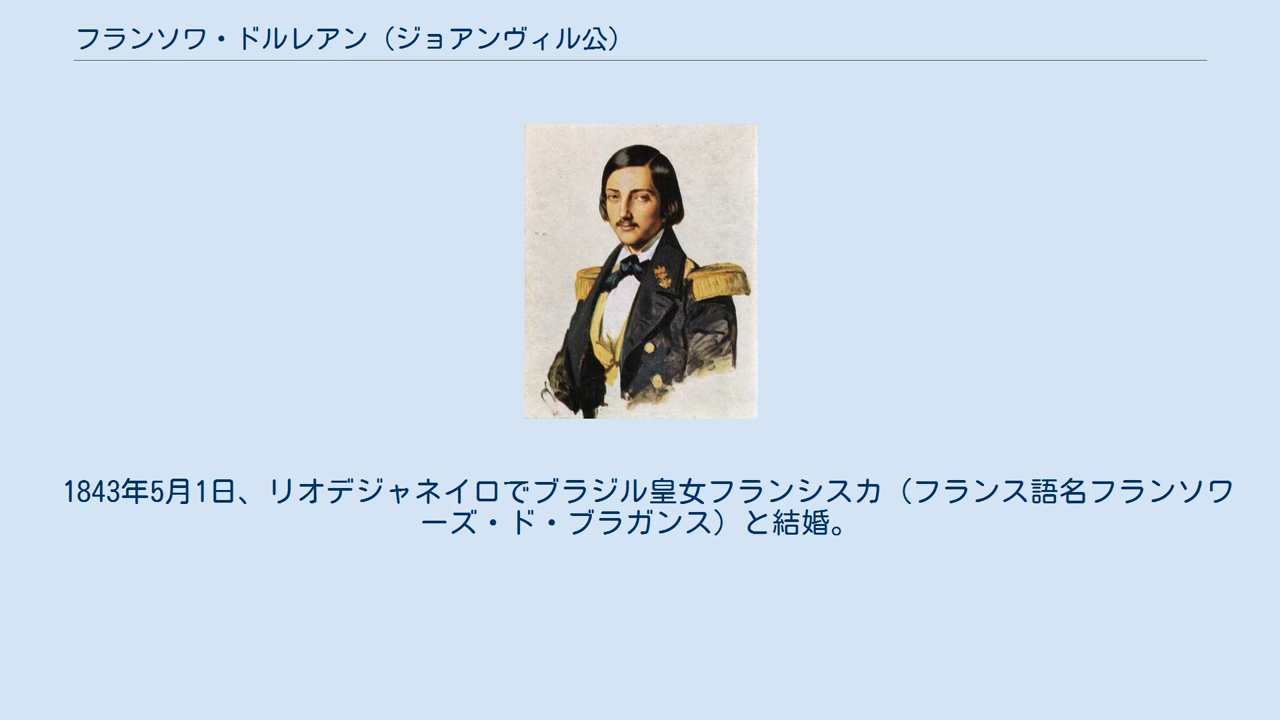 フランソワ・ドルレアン（ジョアンヴィル公）
1843年5月1日、リオデジャネイロでブラジル皇女フランシスカ（フランス語名フランソワ
ーズ・ド・ブラガンス）と結婚。